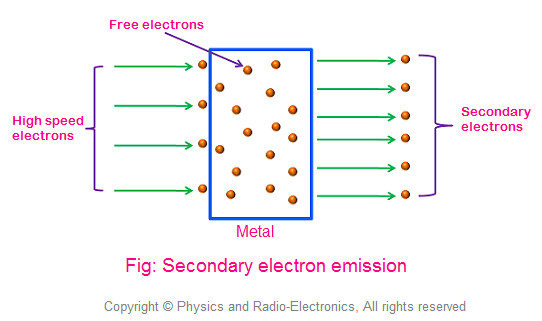 Free electrons
High speed
electrons
Secondary
electrons
Metal
Fig: Secondary electron emission
Copyright © Physics and Radio-Electronics, All rights reserved